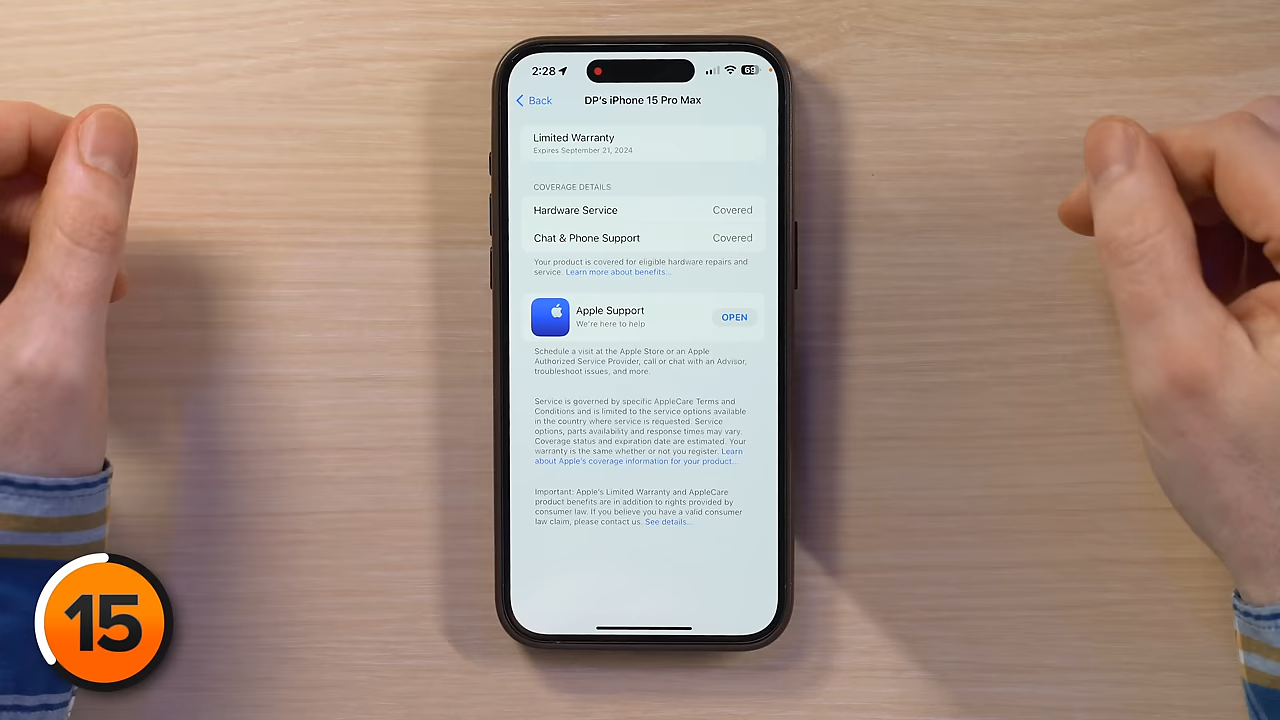 2:28
69
Back
DP's iPhone 15 Pro Max
Limited Warranty
Expires September 21, 2024
COVERAGE DETAILS
Hardware Service Covered
Chat & Phone Support Covered
Your product is covered for eligible hardware repairs and
service. Learn more about benefits...
Apple Support
We're here to help
OPEN
Schedule a visit at the Apple Store or an Apple
Authorized Service Provider, call or chat with an Advisor,
troubleshoot issues, and more.
Service is governed by specific AppleCare Terms and
Conditions and is limited to the service options available
in the country where service is requested. Service
options, parts availability and response times may vary.
Coverage status and expiration date are estimated. Your
warranty is the same whether or not you register. Learn
about Apple's coverage information for your product...
Important: Apple's Limited Warranty and AppleCare
product benefits are in addition to rights provided by
consumer law. If you believe you have a valid consumer
law claim, please contact us. See details...
15